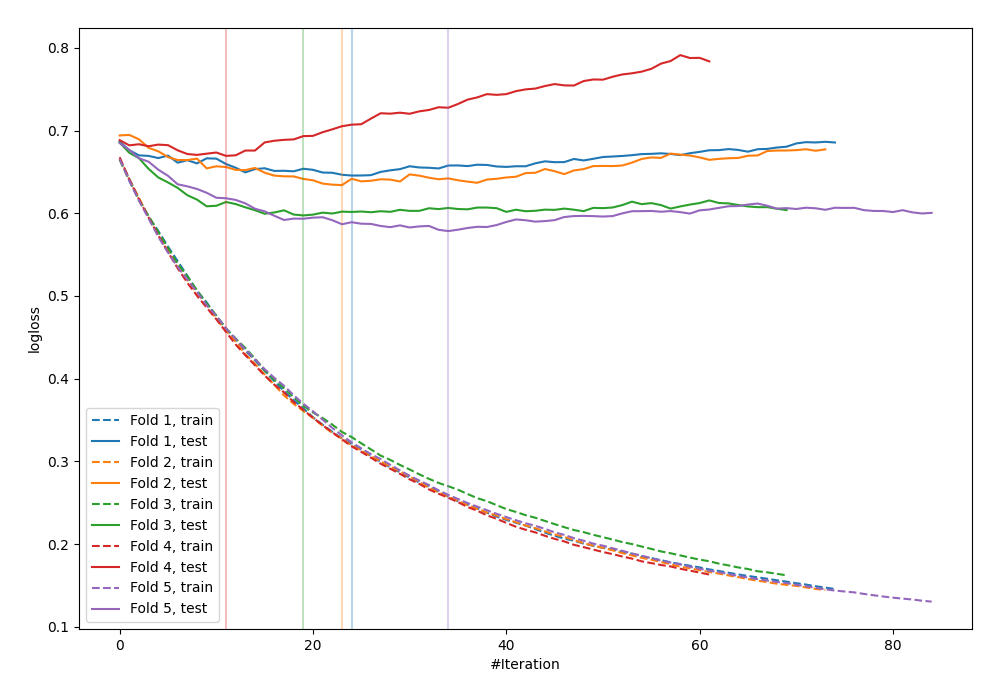 0.8
0.7
0.6
0.5
0.4
0.3
0.2
0.1
logloss
0
20
40
60
80
#Iteration
Fold 1, train
Fold 1, test
Fold 2, train
Fold 2, test
Fold 3, train
Fold 3, test
Fold 4, train
Fold 4, test
Fold 5, train
Fold 5, test